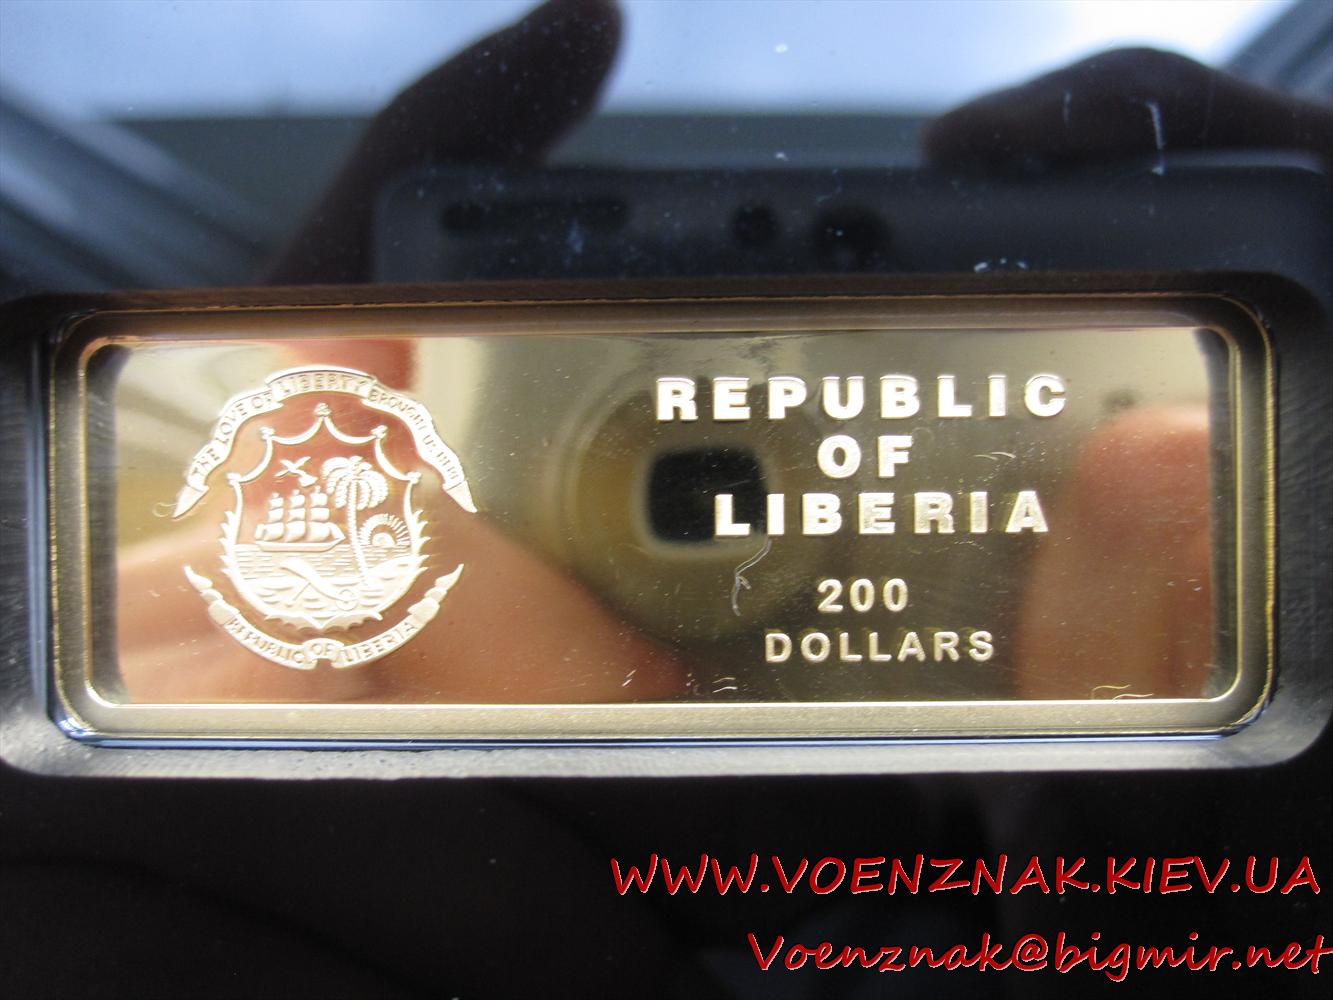 THE LOVE OF LIBERTY BROUGHT US HERE
REPUBLIC OF LIBERIA
REPUBLIC
OF
LIBERIA
200
DOLLARS
WWW.VOENZNAK.KIEV.UA
Voenznak@bigmir.net